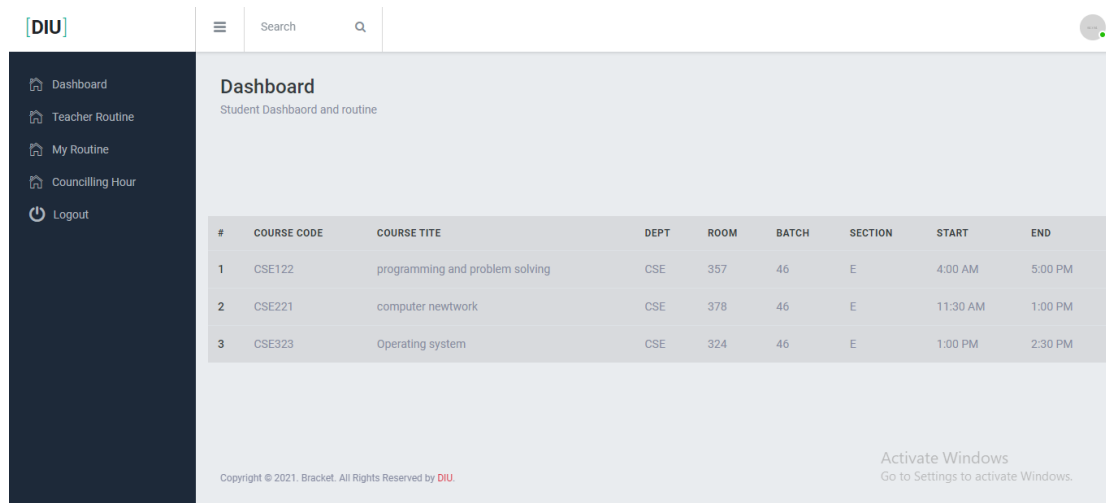 [DIU]
Search
Dashboard
Teacher Routine
My Routine
Councilling Hour
Logout
Dashboard
Student Dashbaord and routine
# COURSE CODE COURSE TITE DEPT ROOM BATCH SECTION START END
1 CSE122 programming and problem solving CSE 357 46 E 4:00 AM 5:00 PM
2 CSE221 computer newtwork CSE 378 46 E 11:30 AM 1:00 PM
3 CSE323 Operating system CSE 324 46 E 1:00 PM 2:30 PM
Copyright © 2021. Bracket. All Rights Reserved by DIU.
Activate Windows
Go to Settings to activate Windows.